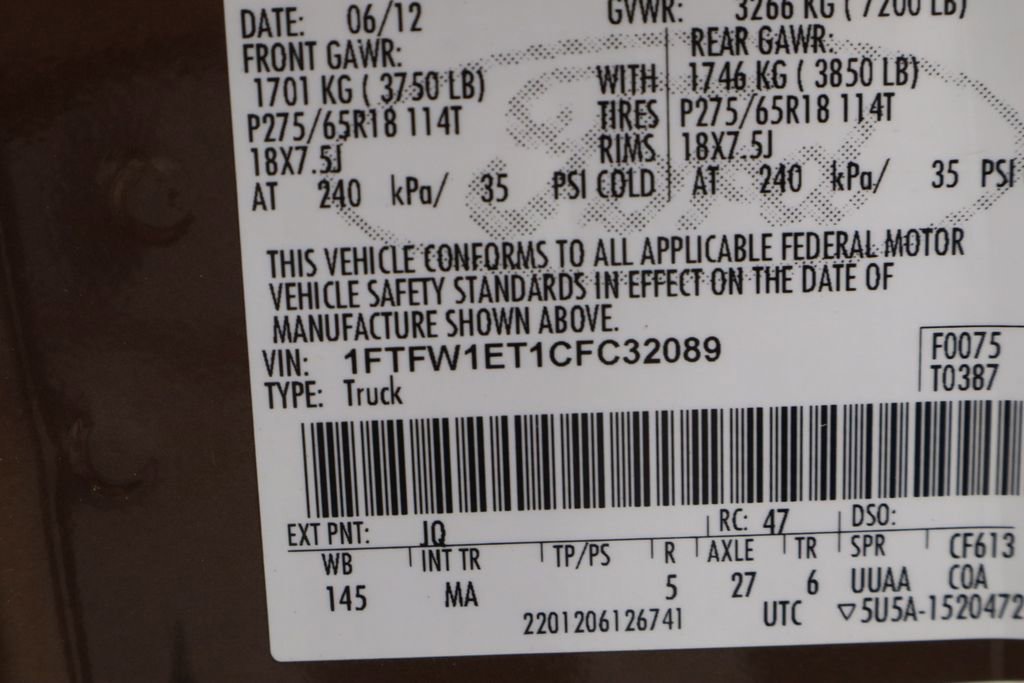 DATE: 06/12 GVWR: 3266 KG ( 7200 LB)
FRONT GAWR: REAR GAWR:
1701 KG ( 3750 LB) WITH 1746 KG ( 3850 LB)
P275/65R18 114T TIRES P275/65R18 114T
18X7.5J RIMS 18X7.5J
AT 240 kPa/ 35 PSI COLD AT 240 kPa/ 35 PSI
Ford
THIS VEHICLE CONFORMS TO ALL APPLICABLE FEDERAL MOTOR
VEHICLE SAFETY STANDARDS IN EFFECT ON THE DATE OF
MANUFACTURE SHOWN ABOVE.
VIN: 1FTFW1ET1CFC32089
TYPE: Truck
F0075
T0387
EXT PNT: JQ RC: 47 DSO:
WB INT TR TP/PS R AXLE TR SPR CF613
145 MA 5 27 6 UUAA COA
2201206126741 UTC ▽5U5A-1520472